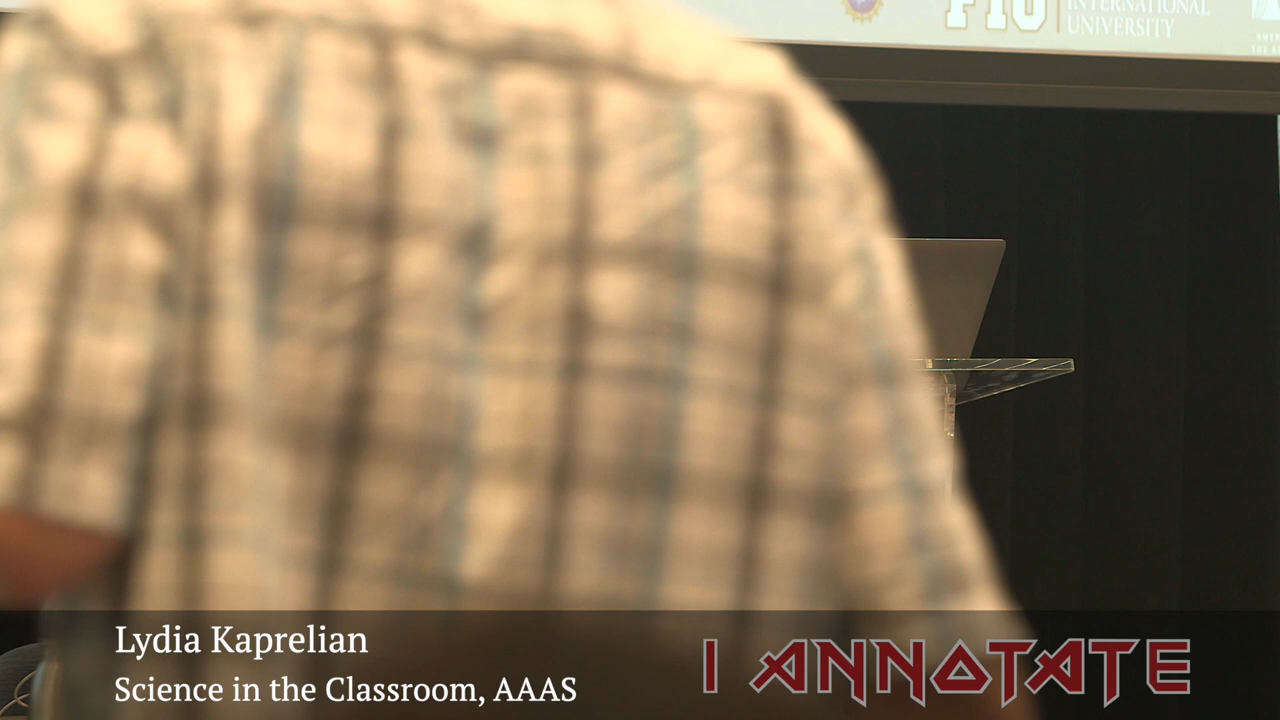 FIU
INTERNATIONAL
UNIVERSITY
Lydia Kaprelian
Science in the Classroom, AAAS
I ANNOTATE